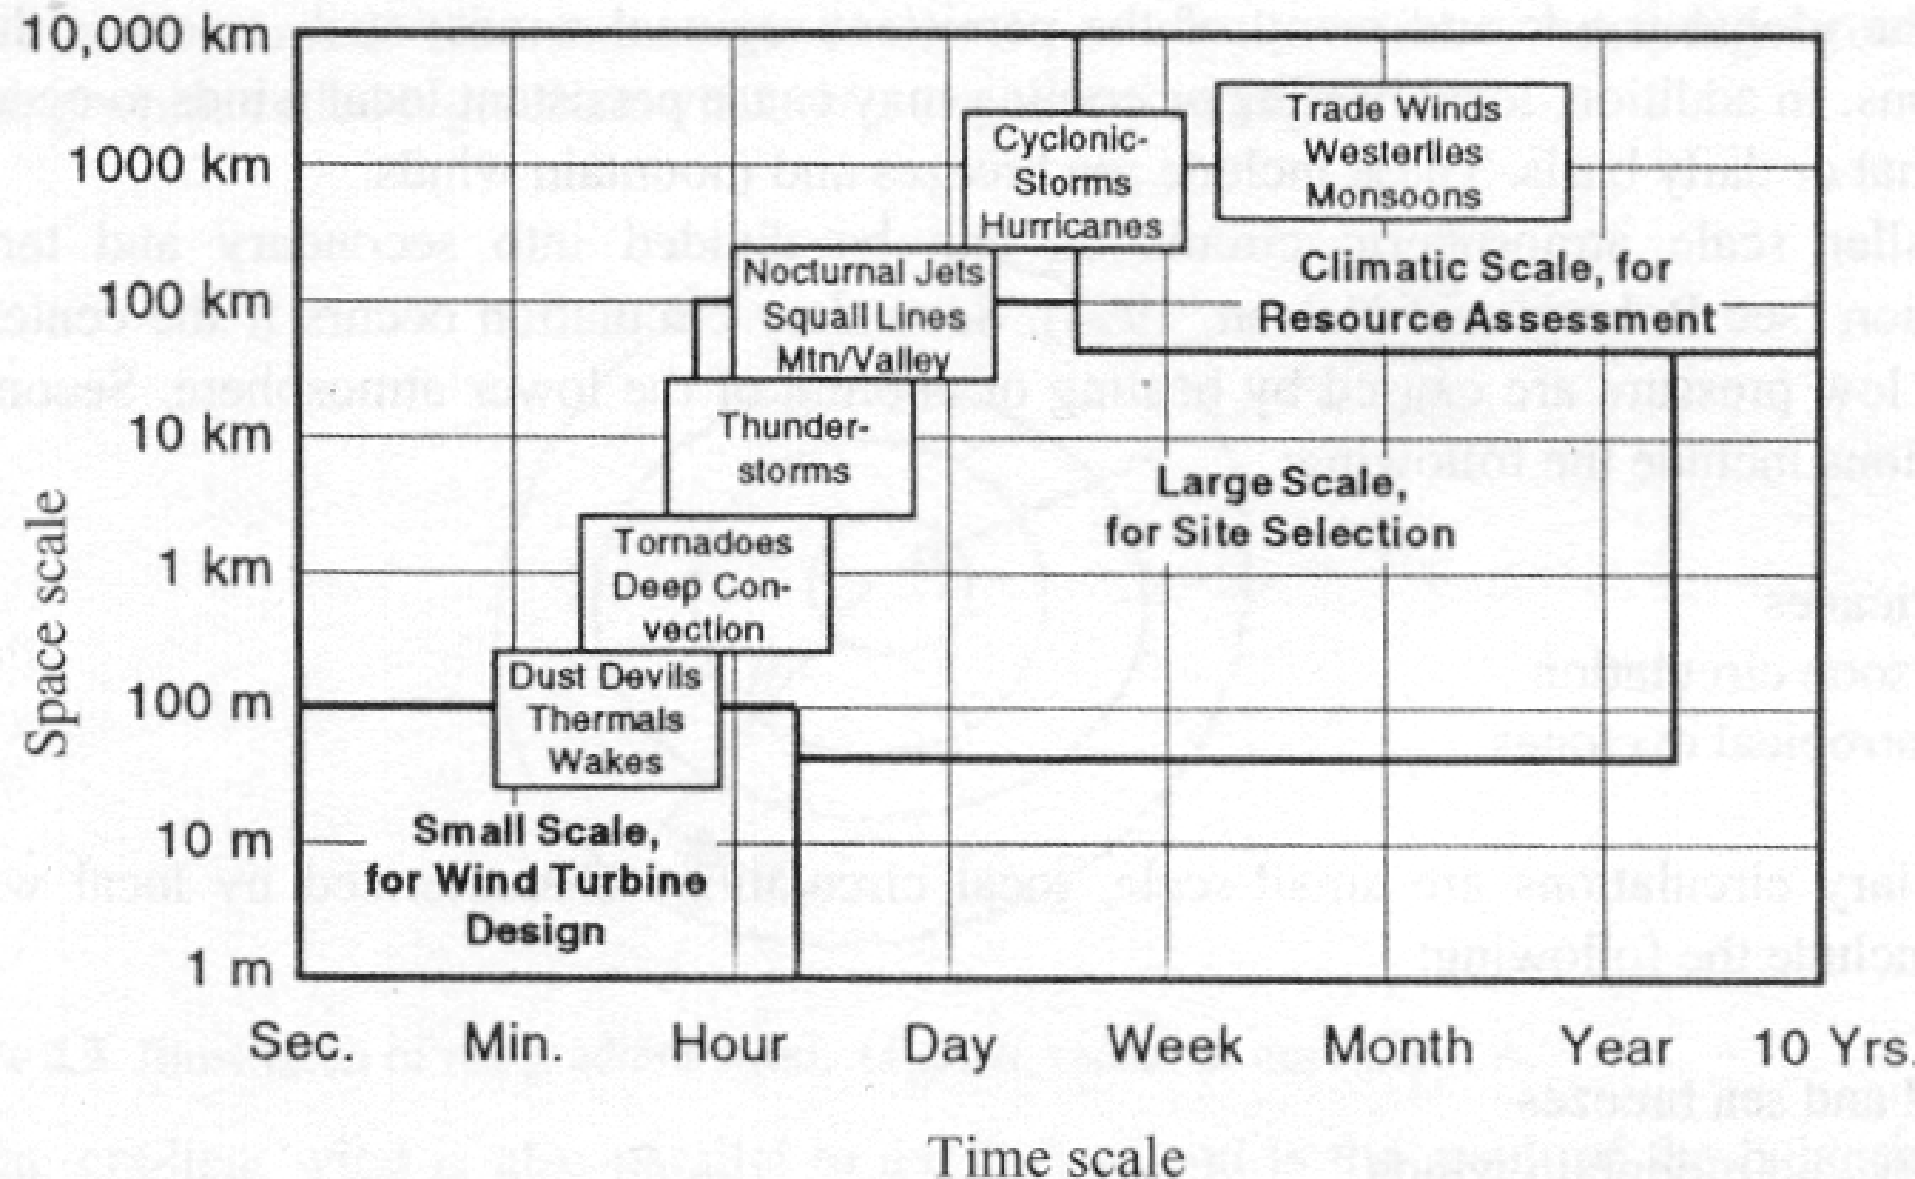 10,000 km
1000 km
100 km
10 km
1 km
100 m
10 m
1 m
Space scale
Trade Winds
Westerlies
Monsoons
Cyclonic-
Storms
Hurricanes
Climatic Scale, for
Resource Assessment
Nocturnal Jets
Squall Lines
Mtn/Valley
Thunder-
storms
Large Scale,
for Site Selection
Tornadoes
Deep Con-
vection
Dust Devils
Thermals
Wakes
Small Scale,
for Wind Turbine
Design
Sec. Min. Hour Day Week Month Year 10 Yrs.
Time scale